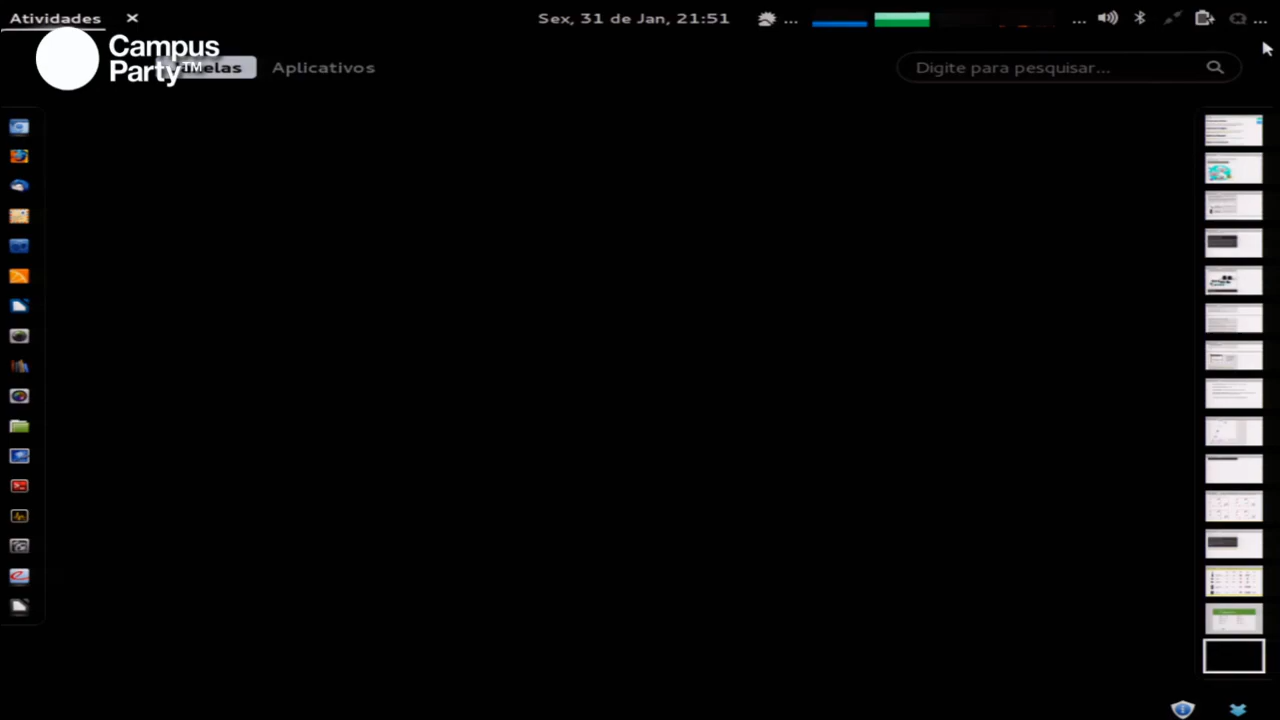 Atividades
Sex, 31 de Jan, 21:51
...
...
...
Campus
Party™
Aplicativos
Digite para pesquisar...